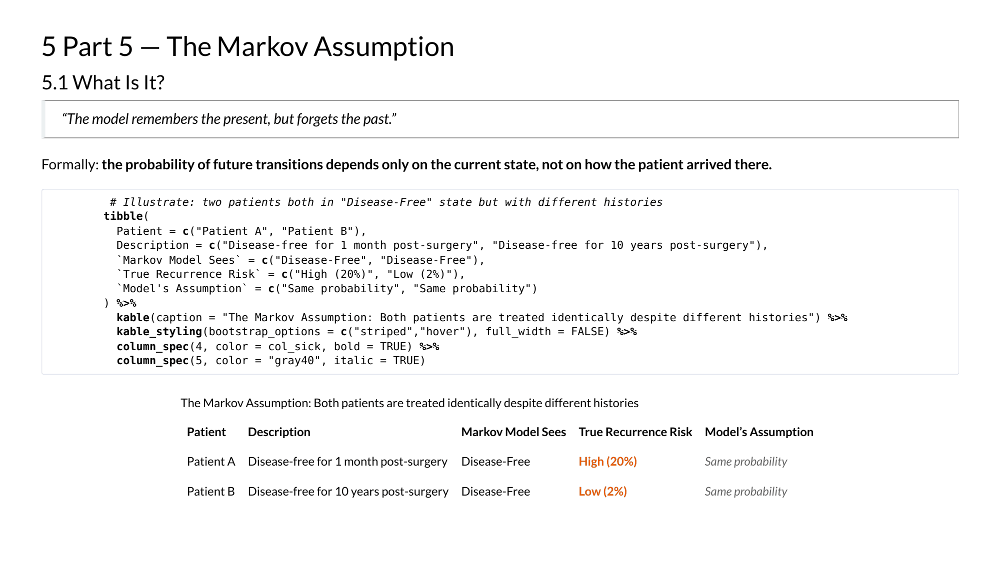 5 Part 5 — The Markov Assumption
5.1 What Is It?
“The model remembers the present, but forgets the past.”
Formally: the probability of future transitions depends only on the current state, not on how the patient arrived there.
# Illustrate: two patients both in "Disease-Free" state but with different histories
tibble(
  Patient = c("Patient A", "Patient B"),
  Description = c("Disease-free for 1 month post-surgery", "Disease-free for 10 years post-surgery"),
  `Markov Model Sees` = c("Disease-Free", "Disease-Free"),
  `True Recurrence Risk` = c("High (20%)", "Low (2%)"),
  `Model's Assumption` = c("Same probability", "Same probability")
) %>%
  kable(caption = "The Markov Assumption: Both patients are treated identically despite different histories") %>%
  kable_styling(bootstrap_options = c("striped","hover"), full_width = FALSE) %>%
  column_spec(4, color = col_sick, bold = TRUE) %>%
  column_spec(5, color = "gray40", italic = TRUE)
The Markov Assumption: Both patients are treated identically despite different histories
Patient Description Markov Model Sees True Recurrence Risk Model’s Assumption
Patient A Disease-free for 1 month post-surgery Disease-Free High (20%) Same probability
Patient B Disease-free for 10 years post-surgery Disease-Free Low (2%) Same probability